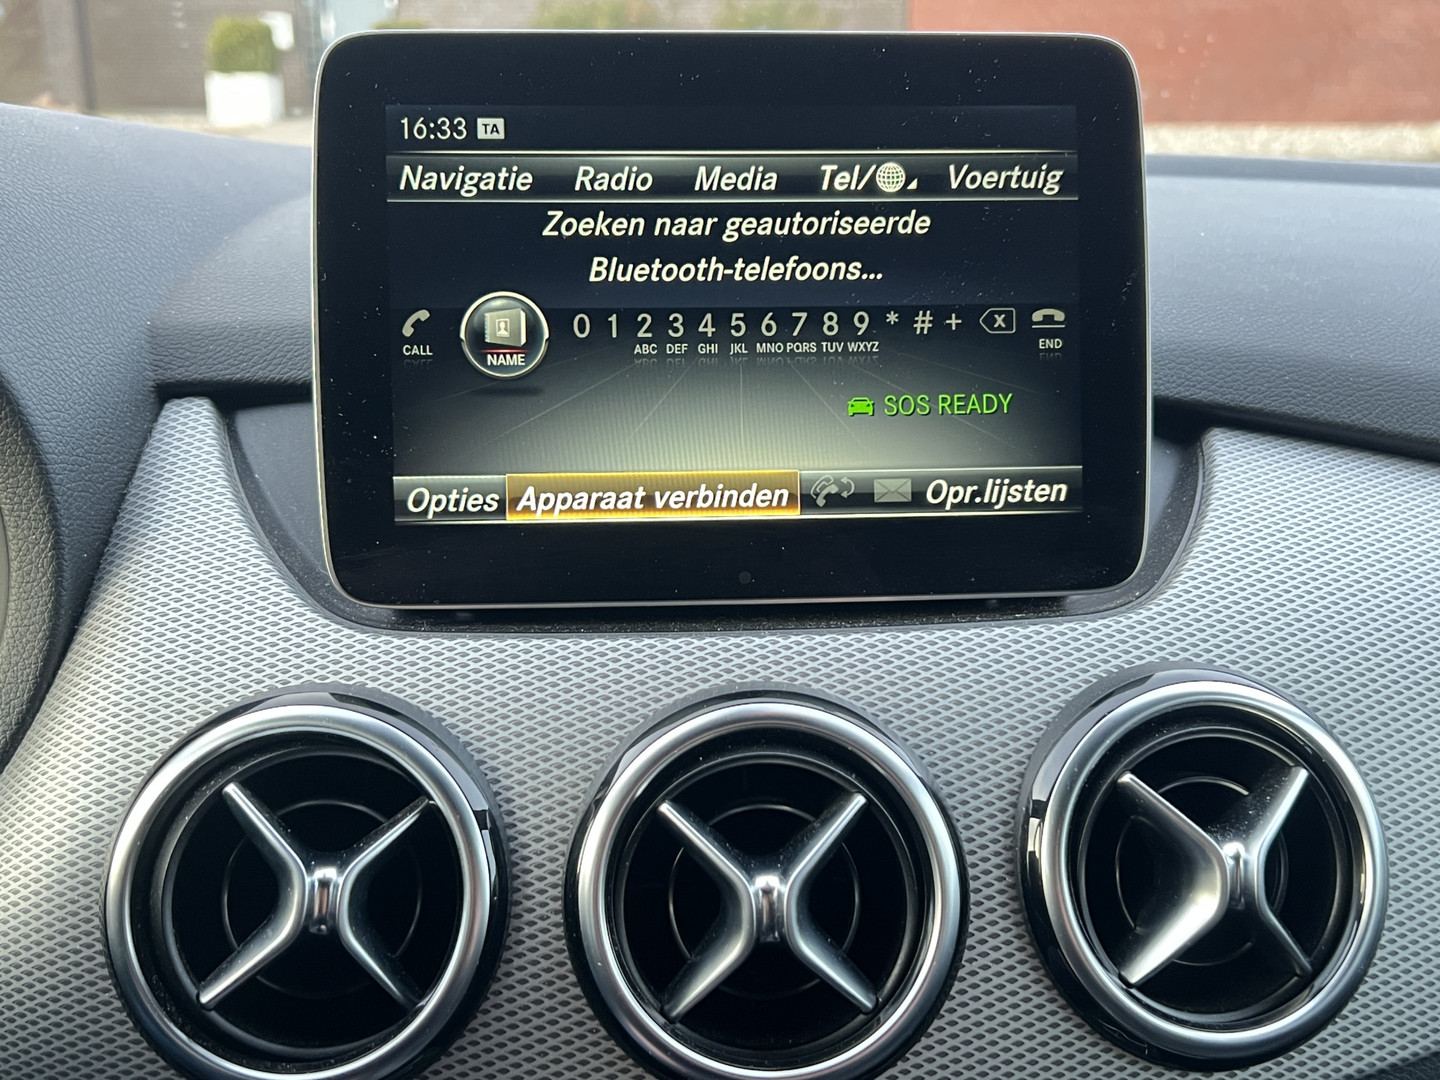 16:33 TA
Navigatie Radio Media Tel/ Voertuig
Zoeken naar geautoriseerde
Bluetooth-telefoons...
0 1 2 3 4 5 6 7 8 9 * # +
CALL NAME ABC DEF GHI JKL MNO PQRS TUV WXYZ END
SOS READY
Opties Apparaat verbinden Opr.lijsten